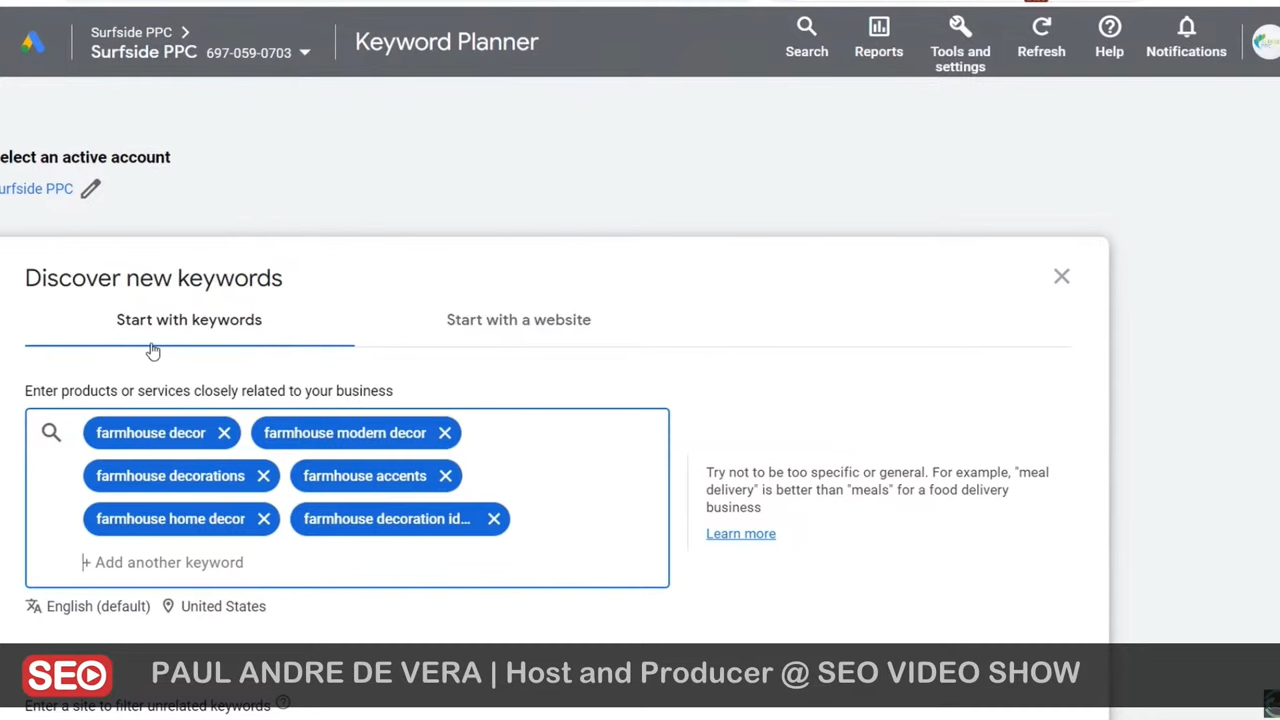 Surfside PPC
Surfside PPC 697-059-0703
Keyword Planner
Search
Reports
Tools and
settings
Refresh
Help
Notifications
elect an active account
urfside PPC
Discover new keywords
Start with keywords
Start with a website
Enter products or services closely related to your business
farmhouse decor
farmhouse modern decor
farmhouse decorations
farmhouse accents
farmhouse home decor
farmhouse decoration id...
+ Add another keyword
Try not to be too specific or general. For example, "meal
delivery" is better than "meals" for a food delivery
business
Learn more
English (default) United States
SEO PAUL ANDRE DE VERA | Host and Producer @ SEO VIDEO SHOW
Enter a site to filter unrelated keywords